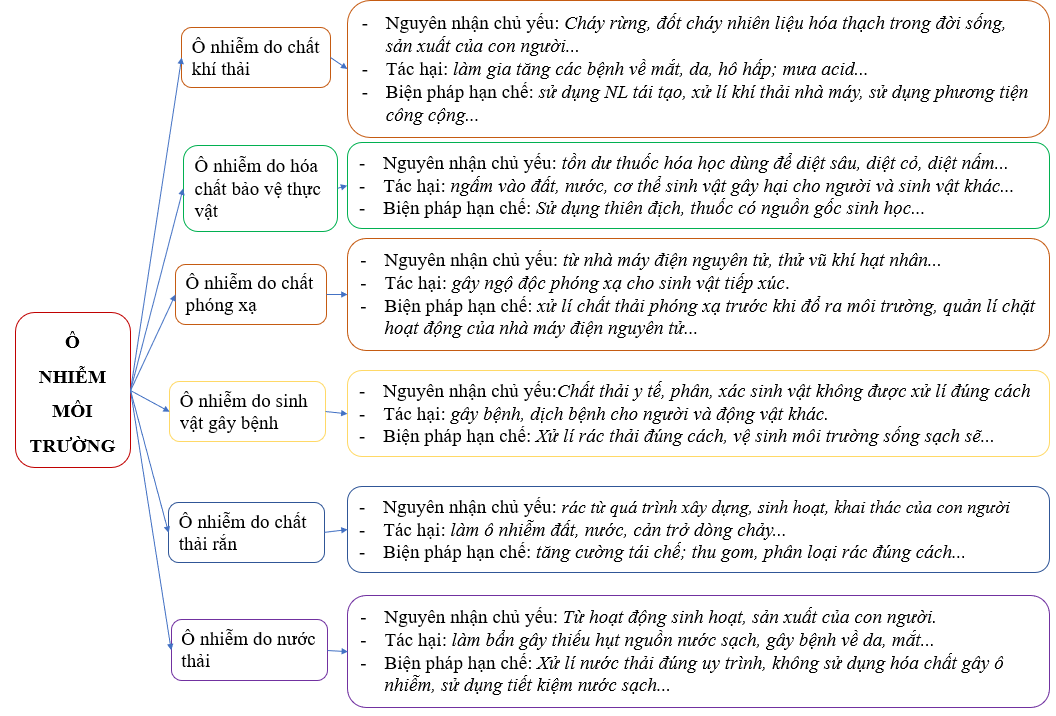 Ô nhiễm do chất
khí thải
- Nguyên nhận chủ yếu: Cháy rừng, đốt cháy nhiên liệu hóa thạch trong đời sống,
sản xuất của con người...
- Tác hại: làm gia tăng các bệnh về mắt, da, hô hấp; mưa acid...
- Biện pháp hạn chế: sử dụng NL tái tạo, xử lí khí thải nhà máy, sử dụng phương tiện
công cộng...
Ô nhiễm do hóa
chất bảo vệ thực
vật
- Nguyên nhận chủ yếu: tồn dư thuốc hóa học dùng để diệt sâu, diệt cỏ, diệt nấm...
- Tác hại: ngấm vào đất, nước, cơ thể sinh vật gây hại cho người và sinh vật khác...
- Biện pháp hạn chế: Sử dụng thiên địch, thuốc có nguồn gốc sinh học...
Ô nhiễm do chất
phóng xạ
- Nguyên nhận chủ yếu: từ nhà máy điện nguyên tử, thử vũ khí hạt nhân...
- Tác hại: gây ngộ độc phóng xạ cho sinh vật tiếp xúc.
- Biện pháp hạn chế: xử lí chất thải phóng xạ trước khi đổ ra môi trường, quản lí chặt
hoạt động của nhà máy điện nguyên tử...
Ô
NHIỄM
MÔI
TRƯỜNG
Ô nhiễm do sinh
vật gây bệnh
- Nguyên nhận chủ yếu:Chất thải y tế, phân, xác sinh vật không được xử lí đúng cách
- Tác hại: gây bệnh, dịch bệnh cho người và động vật khác.
- Biện pháp hạn chế: Xử lí rác thải đúng cách, vệ sinh môi trường sống sạch sẽ...
Ô nhiễm do chất
thải rắn
- Nguyên nhận chủ yếu: rác từ quá trình xây dựng, sinh hoạt, khai thác của con người
- Tác hại: làm ô nhiễm đất, nước, cản trở dòng chảy...
- Biện pháp hạn chế: tăng cường tái chế; thu gom, phân loại rác đúng cách...
Ô nhiễm do nước
thải
- Nguyên nhận chủ yếu: Từ hoạt động sinh hoạt, sản xuất của con người.
- Tác hại: làm bẩn gây thiếu hụt nguồn nước sạch, gây bệnh về da, mắt...
- Biện pháp hạn chế: Xử lí nước thải đúng uy trình, không sử dụng hóa chất gây ô
nhiễm, sử dụng tiết kiệm nước sạch...